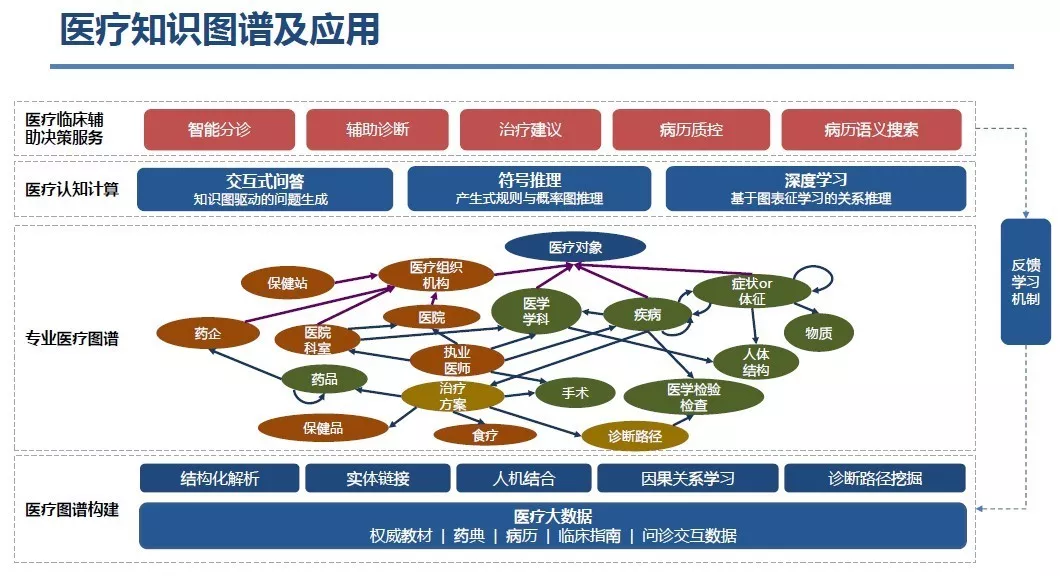 医疗知识图谱及应用
医疗临床辅
助决策服务
智能分诊
辅助诊断
治疗建议
病历质控
病历语义搜索
医疗认知计算
交互式问答
知识图驱动的问题生成
符号推理
产生式规则与概率图推理
深度学习
基于图表征学习的关系推理
反馈
学习
机制
专业医疗图谱
医疗对象
保健站
医疗组织
机构
症状or
体征
医学
学科
疾病
医院
药企
医院
科室
物质
执业
医师
人体
结构
药品
治疗
方案
手术
医学检验
检查
保健品
食疗
诊断路径
医疗图谱构建
结构化解析
实体链接
人机结合
因果关系学习
诊断路径挖掘
医疗大数据
权威教材 | 药典 | 病历 | 临床指南 | 问诊交互数据